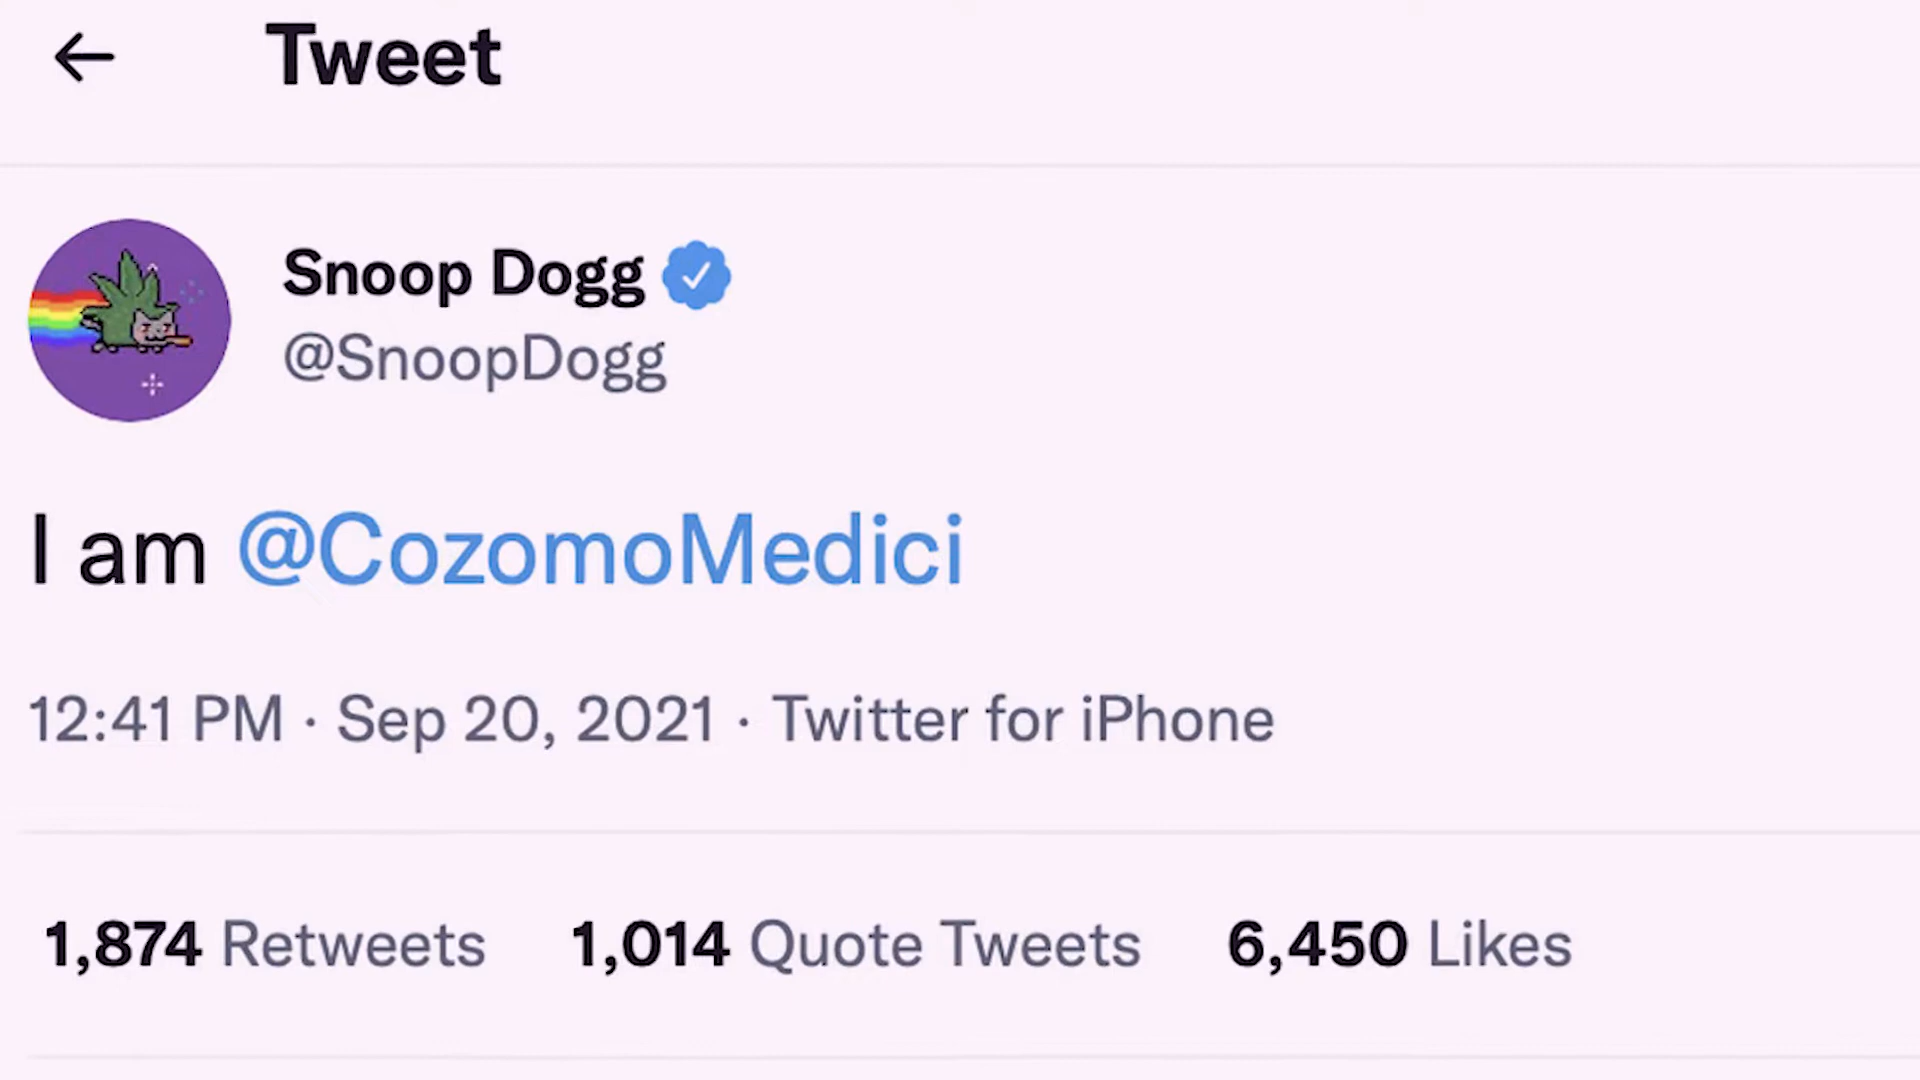 Tweet
Snoop Dogg
@SnoopDogg
I am @CozomoMedici
12:41 PM · Sep 20, 2021 · Twitter for iPhone
1,874 Retweets 1,014 Quote Tweets 6,450 Likes